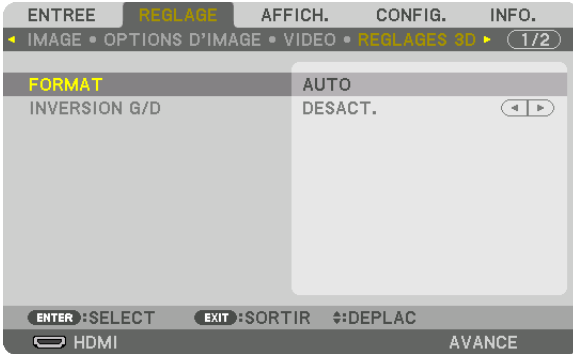 ENTREE REGLAGE AFFICH. CONFIG. INFO.
IMAGE • OPTIONS D'IMAGE • VIDEO • REGLAGES 3D 1/2
FORMAT AUTO
INVERSION G/D DESACT.
ENTER :SELECT EXIT :SORTIR :DEPLAC
HDMI AVANCE